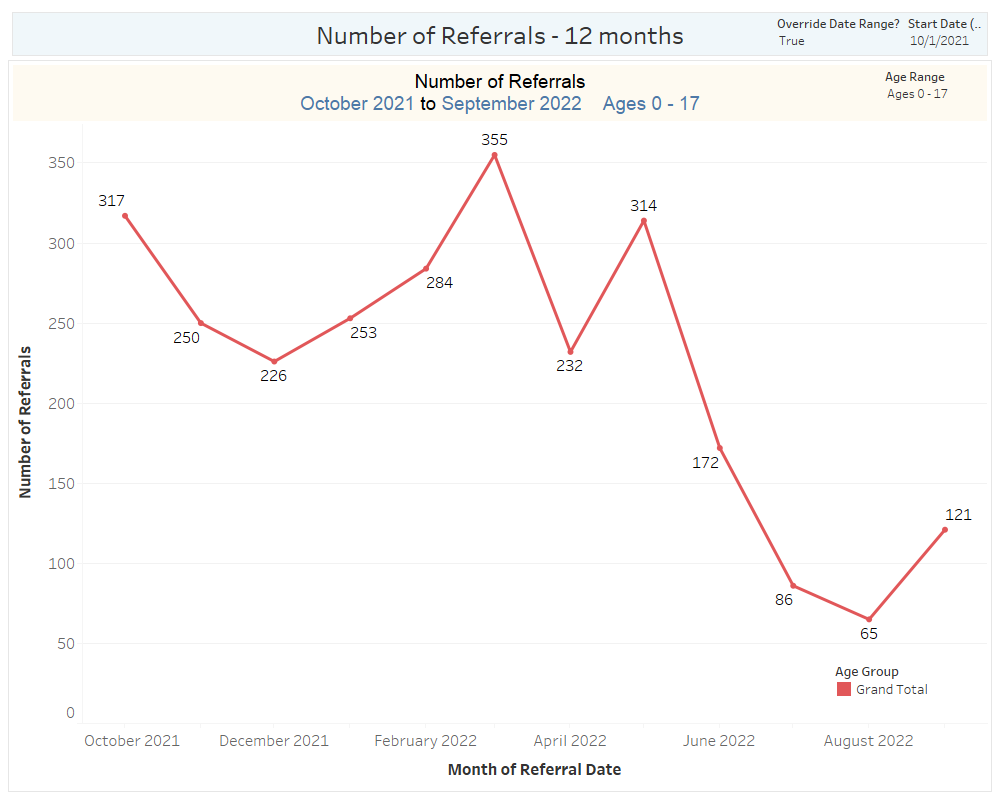 Number of Referrals - 12 months
Override Date Range? Start Date (..
True 10/1/2021
Number of Referrals
October 2021 to September 2022 Ages 0 - 17
Age Range
Ages 0 - 17
Number of Referrals
350
300
250
200
150
100
50
0
317
250
226
253
284
355
232
314
172
86
65
121
Age Group
Grand Total
October 2021 December 2021 February 2022 April 2022 June 2022 August 2022
Month of Referral Date